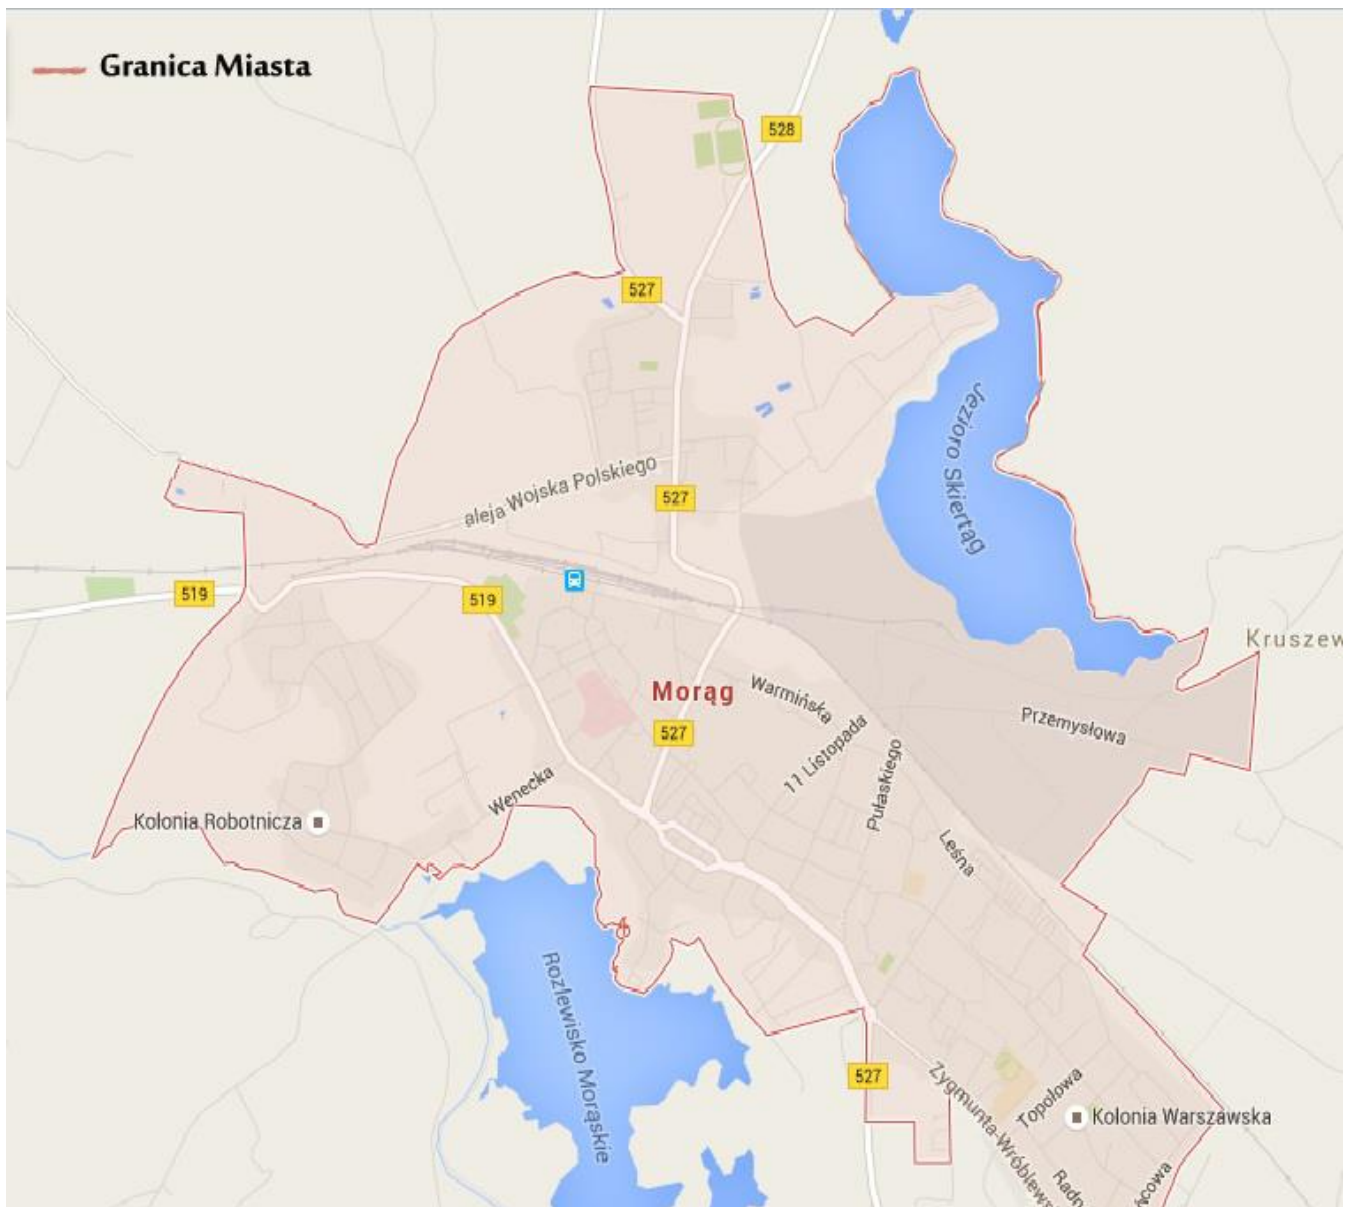 Granica Miasta
528
527
Jezioro Skiertąg
aleja Wojska Polskiego
527
519
519
Kruszew
Morąg
Warmińska
527
Przemysłowa
11 Listopada
Pułaskiego
Wenecka
Kolonia Robotnicza
Leśna
Rozlewisko Morąskie
527
Zygmunta-Wróblews
Topolowa
Kolonia Warszawska